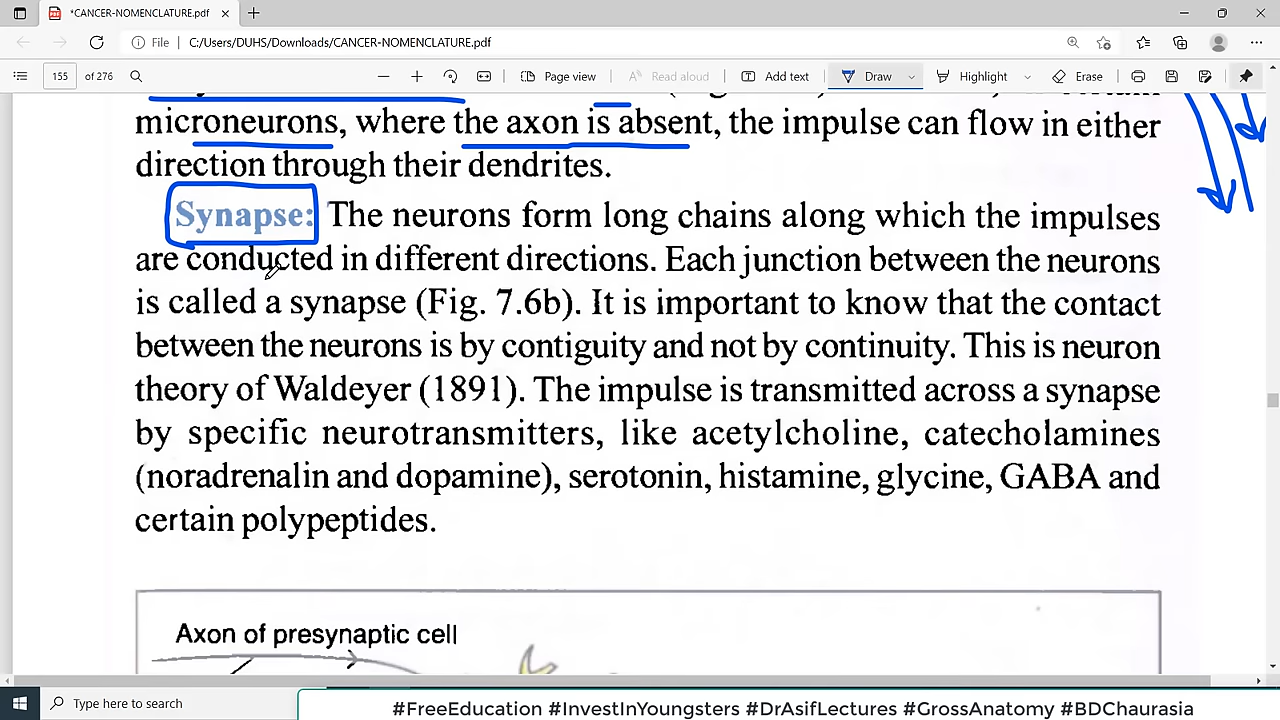 *CANCER-NOMENCLATURE.pdf
File C:/Users/DUHS/Downloads/CANCER-NOMENCLATURE.pdf
155 of 276 Page view Read aloud Add text Draw Highlight Erase
microneurons, where the axon is absent, the impulse can flow in either
direction through their dendrites.
Synapse: The neurons form long chains along which the impulses
are conducted in different directions. Each junction between the neurons
is called a synapse (Fig. 7.6b). It is important to know that the contact
between the neurons is by contiguity and not by continuity. This is neuron
theory of Waldeyer (1891). The impulse is transmitted across a synapse
by specific neurotransmitters, like acetylcholine, catecholamines
(noradrenalin and dopamine), serotonin, histamine, glycine, GABA and
certain polypeptides.
Axon of presynaptic cell
Type here to search
#FreeEducation #InvestInYoungsters #DrAsifLectures #GrossAnatomy #BDChaurasia